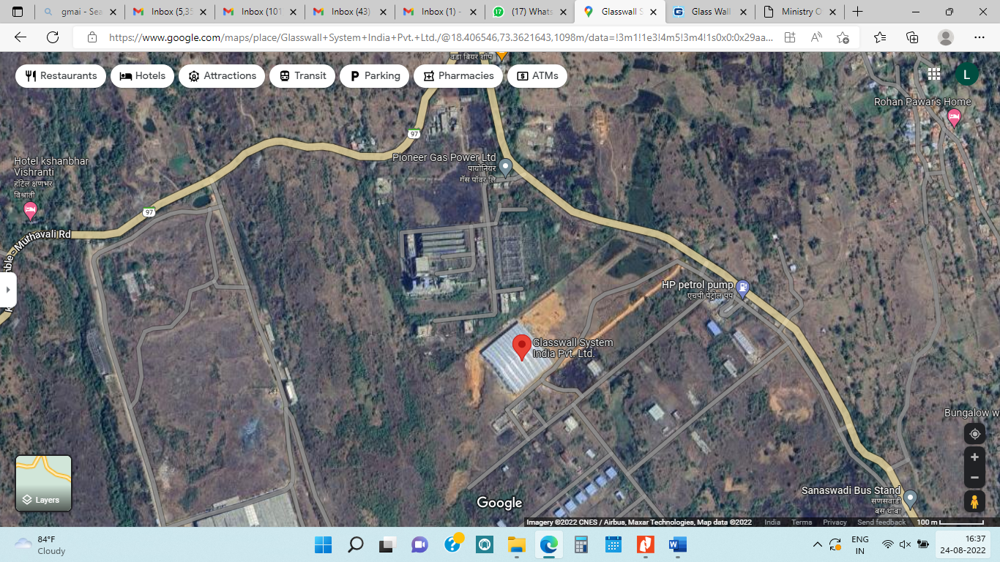 gmai - Sea
Inbox (5,35
Inbox (101
Inbox (43)
Inbox (1) -
(17) Whats
Glasswall S
Glass Wall
Ministry O
https://www.google.com/maps/place/Glasswall+System+India+Pvt.+Ltd./@18.406546,73.3621643,1098m/data=!3m1!1e3!4m5!3m4!1s0x0:0x29aa...
वडा बियर शॉप
Restaurants
Hotels
Attractions
Transit
Parking
Pharmacies
ATMs
L
Rohan Pawar's Home
97
Hotel kshanbhar
Vishranti
हॉटेल क्षणभर
विश्रांती
Pioneer Gas Power Ltd
पायोनियर
गॅस पॉवर लि
97
Muthavali Rd
HP petrol pump
एचपी पेट्रोल पंप
Glasswall System
India Pvt. Ltd.
Bungalow w
Layers
Google
Sanaswadi Bus Stand
सणसवाडी
बस थांबा
Imagery ©2022 CNES / Airbus, Maxar Technologies, Map data ©2022
India
Terms
Privacy
Send feedback
100 m
84°F
Cloudy
ENG
IN
16:37
24-08-2022